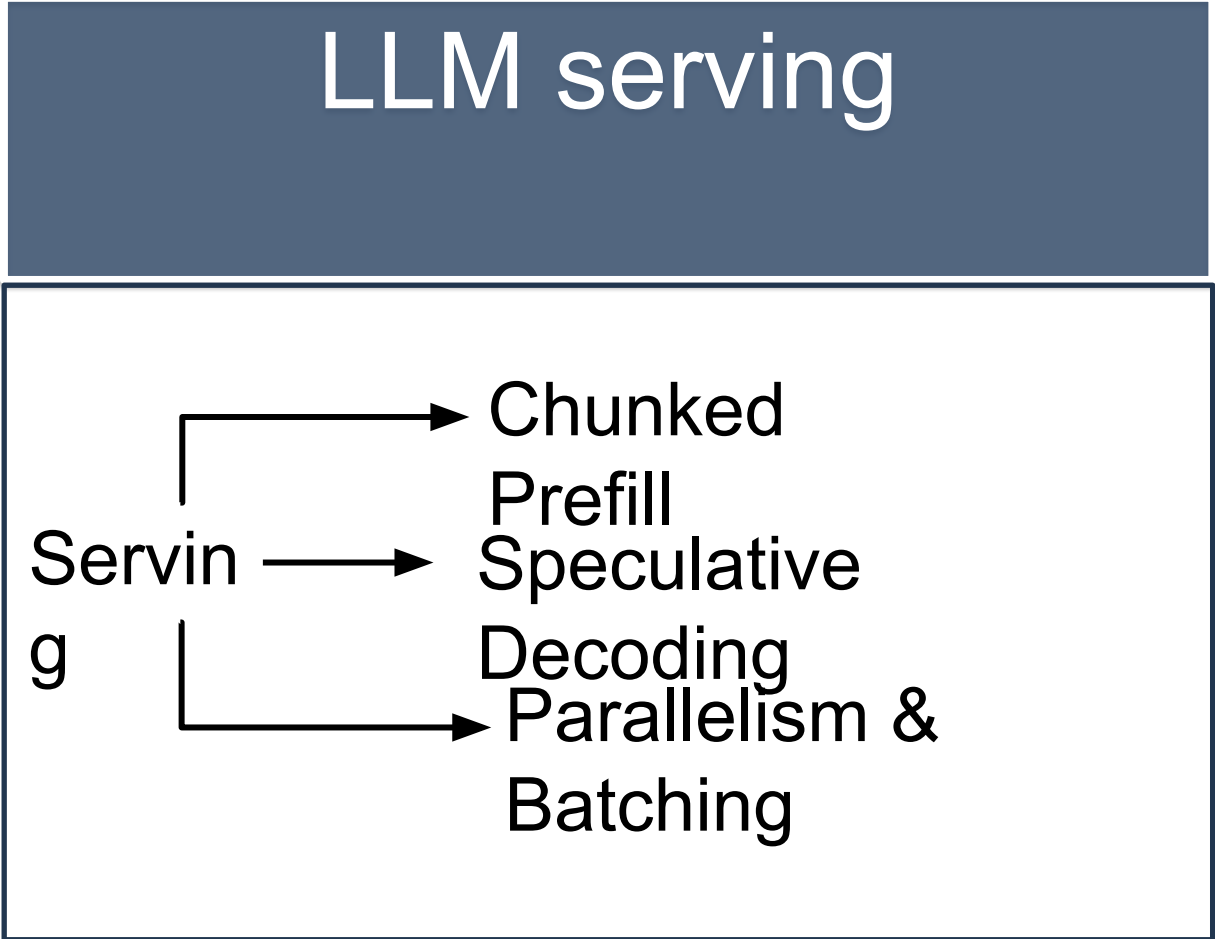 LLM serving
Chunked
Prefill
Servin
g
Speculative
Decoding
Parallelism &
Batching